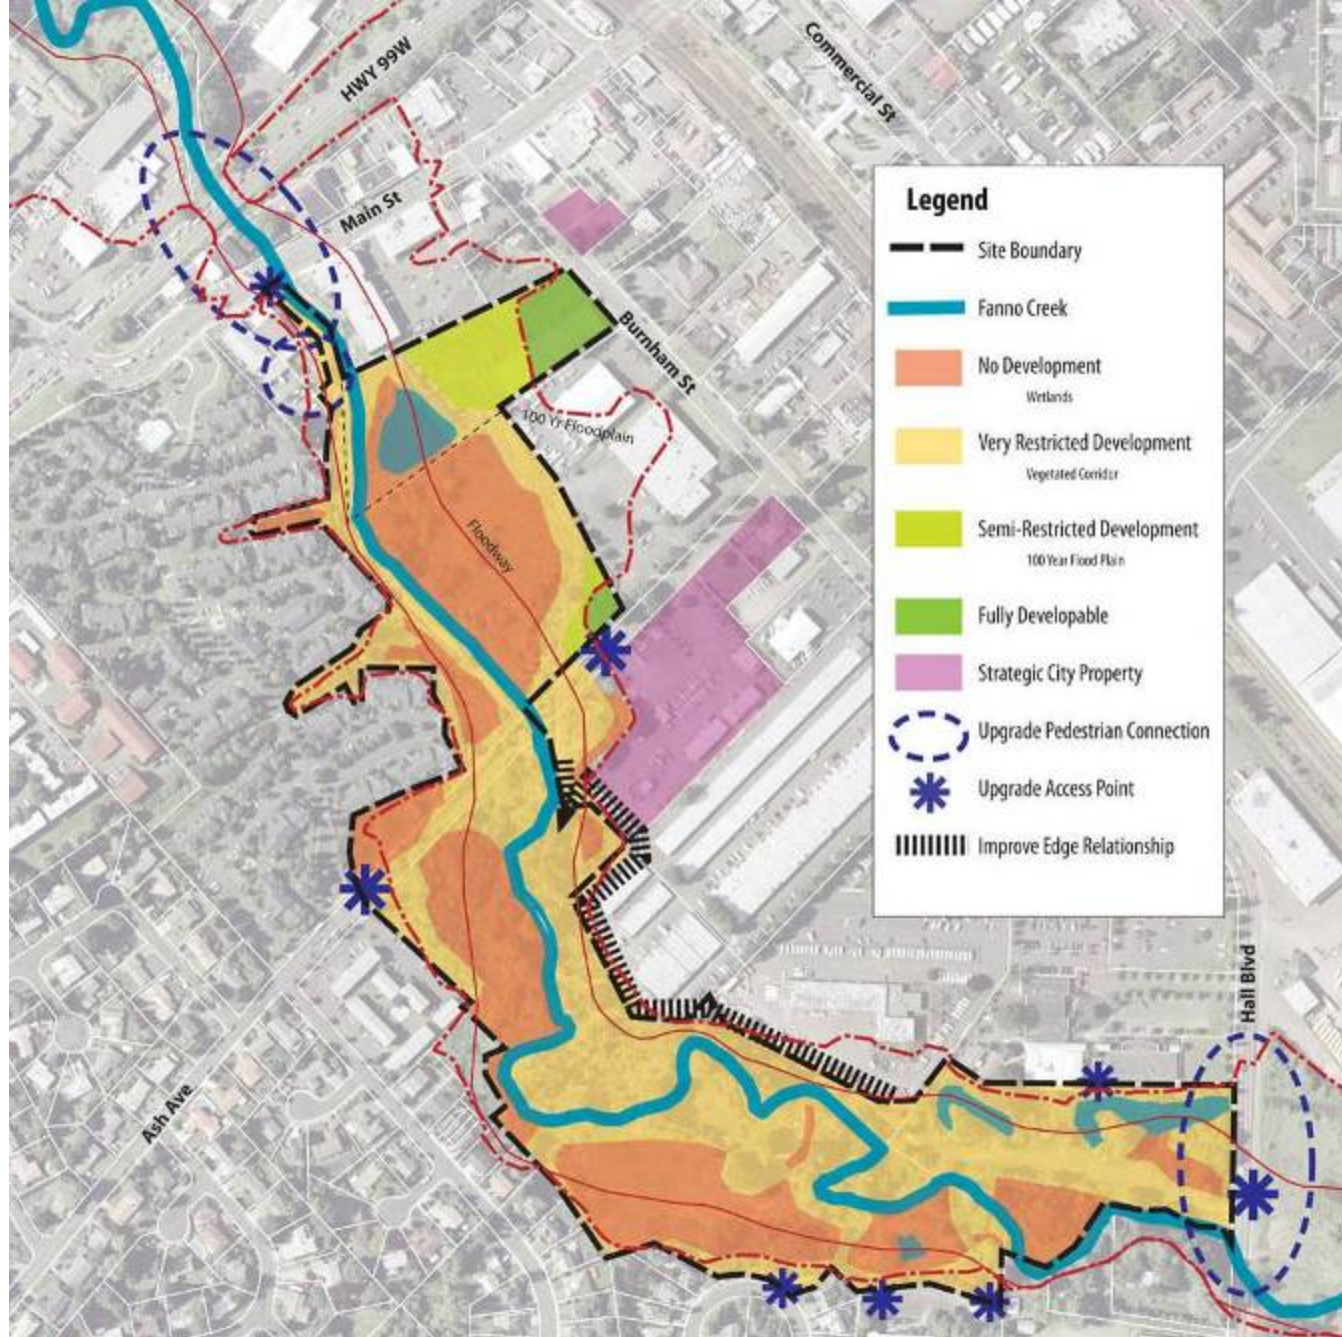 HWY 99W
Commercial St
Main St
Burnham St
100 Yr Floodplain
Floodway
Ash Ave
Hall Blvd
Legend
Site Boundary
Fanno Creek
No Development
Wetlands
Very Restricted Development
Vegetated Corridor
Semi-Restricted Development
100 Year Flood Plain
Fully Developable
Strategic City Property
Upgrade Pedestrian Connection
Upgrade Access Point
Improve Edge Relationship